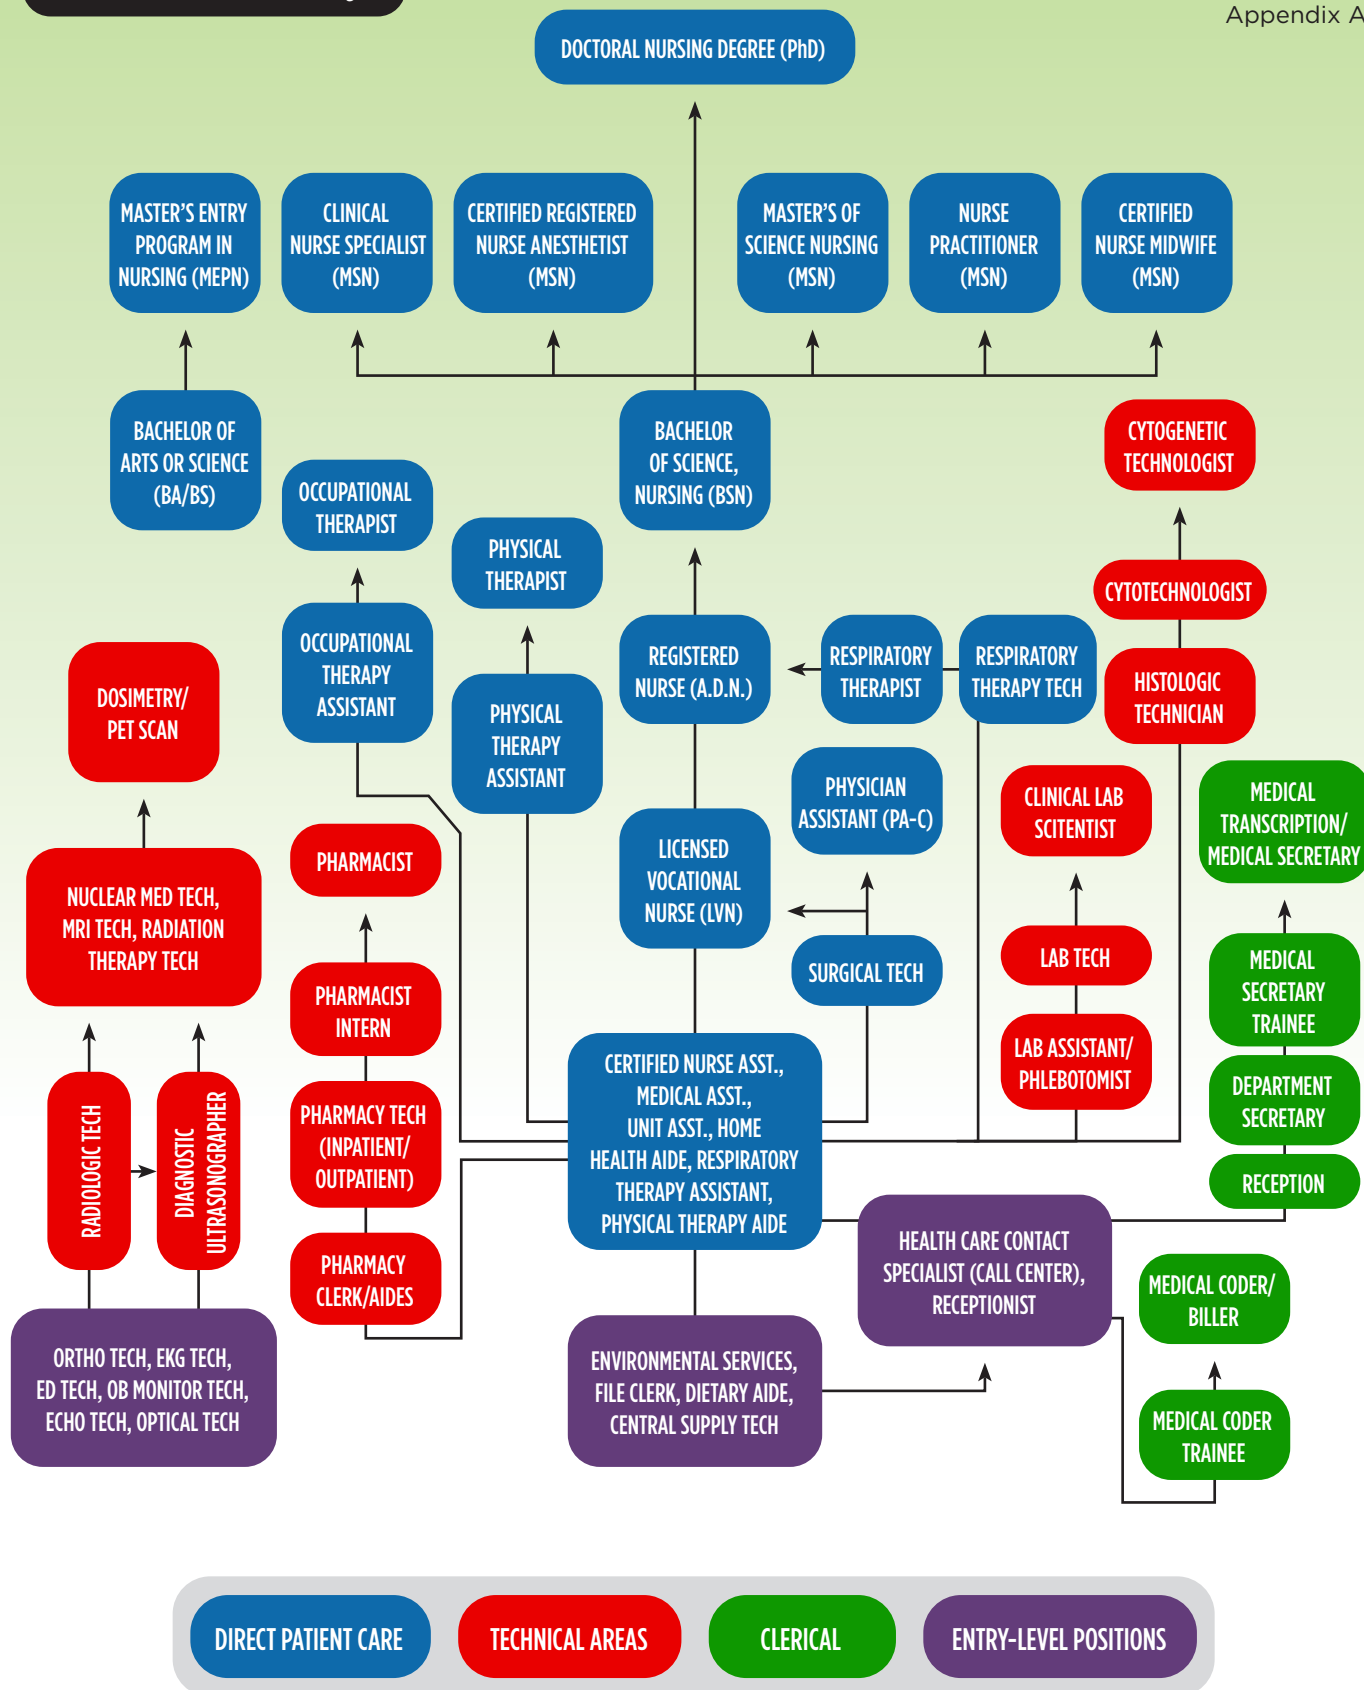 Appendix A
DOCTORAL NURSING DEGREE (PhD)
MASTER'S ENTRY
PROGRAM IN
NURSING (MEPN)
CLINICAL
NURSE SPECIALIST
(MSN)
CERTIFIED REGISTERED
NURSE ANESTHETIST
(MSN)
MASTER'S OF
SCIENCE NURSING
(MSN)
NURSE
PRACTITIONER
(MSN)
CERTIFIED
NURSE MIDWIFE
(MSN)
BACHELOR OF
ARTS OR SCIENCE
(BA/BS)
OCCUPATIONAL
THERAPIST
PHYSICAL
THERAPIST
BACHELOR
OF SCIENCE,
NURSING (BSN)
CYTOGENETIC
TECHNOLOGIST
CYTOTECHNOLOGIST
OCCUPATIONAL
THERAPY
ASSISTANT
REGISTERED
NURSE (A.D.N.)
RESPIRATORY
THERAPIST
RESPIRATORY
THERAPY TECH
HISTOLOGIC
TECHNICIAN
DOSIMETRY/
PET SCAN
PHYSICAL
THERAPY
ASSISTANT
PHYSICIAN
ASSISTANT (PA-C)
CLINICAL LAB
SCITENTIST
MEDICAL
TRANSCRIPTION/
MEDICAL SECRETARY
PHARMACIST
LICENSED
VOCATIONAL
NURSE (LVN)
NUCLEAR MED TECH,
MRI TECH, RADIATION
THERAPY TECH
SURGICAL TECH
LAB TECH
MEDICAL
SECRETARY
TRAINEE
PHARMACIST
INTERN
LAB ASSISTANT/
PHLEBOTOMIST
CERTIFIED NURSE ASST.,
MEDICAL ASST.,
UNIT ASST., HOME
HEALTH AIDE, RESPIRATORY
THERAPY ASSISTANT,
PHYSICAL THERAPY AIDE
DEPARTMENT
SECRETARY
RADIOLOGIC TECH
DIAGNOSTIC
ULTRASONOGRAPHER
PHARMACY TECH
(INPATIENT/
OUTPATIENT)
RECEPTION
PHARMACY
CLERK/AIDES
HEALTH CARE CONTACT
SPECIALIST (CALL CENTER),
RECEPTIONIST
MEDICAL CODER/
BILLER
ORTHO TECH, EKG TECH,
ED TECH, OB MONITOR TECH,
ECHO TECH, OPTICAL TECH
ENVIRONMENTAL SERVICES,
FILE CLERK, DIETARY AIDE,
CENTRAL SUPPLY TECH
MEDICAL CODER
TRAINEE
DIRECT PATIENT CARE
TECHNICAL AREAS
CLERICAL
ENTRY-LEVEL POSITIONS